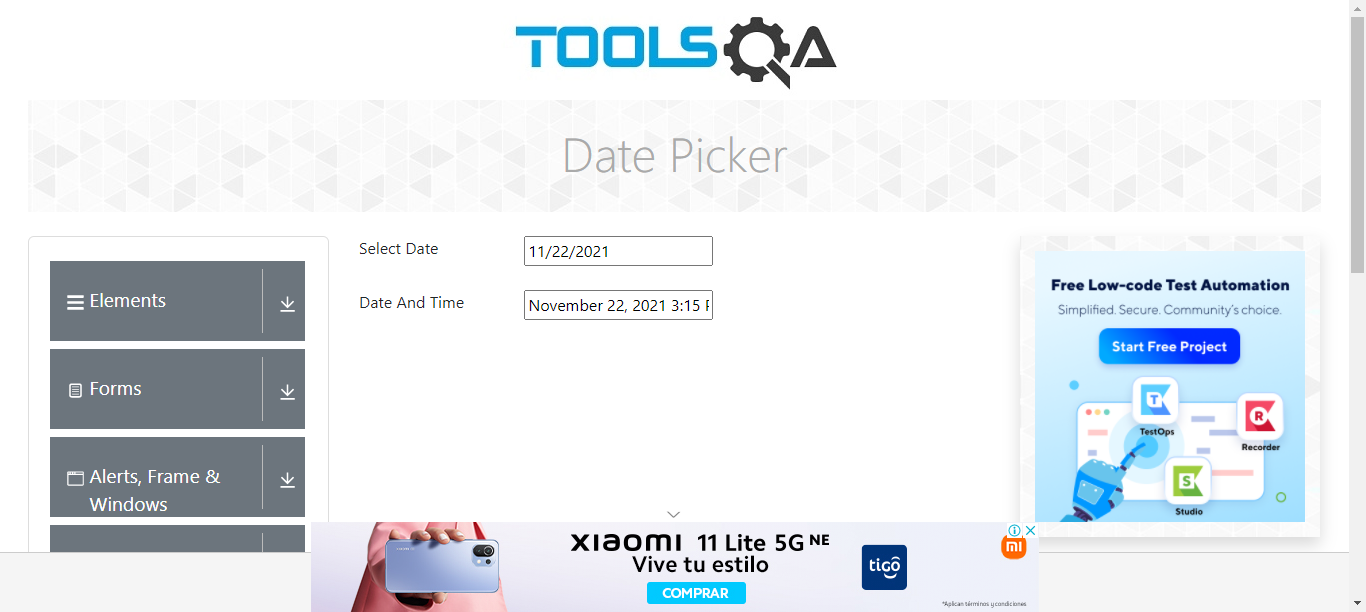 TOOLSQA
Date Picker
Elements
Forms
Alerts, Frame &
Windows
Select Date
11/22/2021
Date And Time
November 22, 2021 3:15 P
Free Low-code Test Automation
Simplified. Secure. Community's choice.
Start Free Project
T
TestOps
R
Recorder
S
Studio
XIAOMI 11 Lite 5G NE
Vive tu estilo
COMPRAR
tigo
mi
*Aplican términos y condiciones